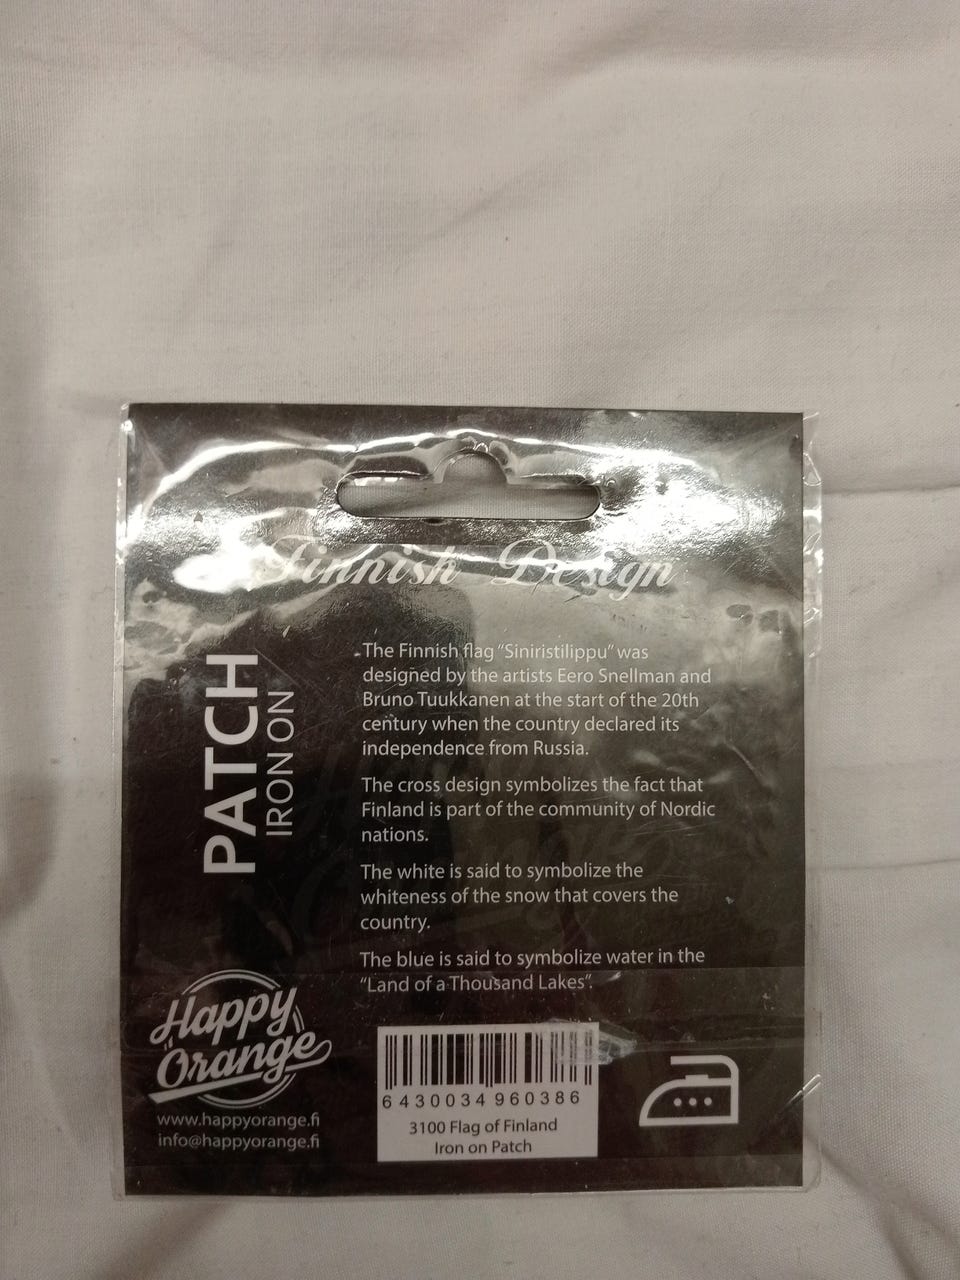 Finnish Design
PATCH
IRON ON
The Finnish flag “Siniristilippu” was
designed by the artists Eero Snellman and
Bruno Tuukkanen at the start of the 20th
century when the country declared its
independence from Russia.
The cross design symbolizes the fact that
Finland is part of the community of Nordic
nations.
The white is said to symbolize the
whiteness of the snow that covers the
country.
The blue is said to symbolize water in the
“Land of a Thousand Lakes”.
Happy
Orange
www.happyorange.fi
info@happyorange.fi
6430034960386
3100 Flag of Finland
Iron on Patch